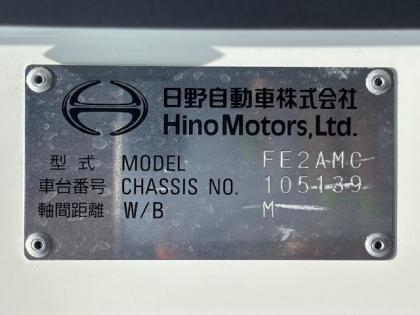 日野自動車株式会社
Hino Motors, Ltd.
型式 MODEL FE2AMC
車台番号 CHASSIS NO. 105139
軸間距離 W/B M